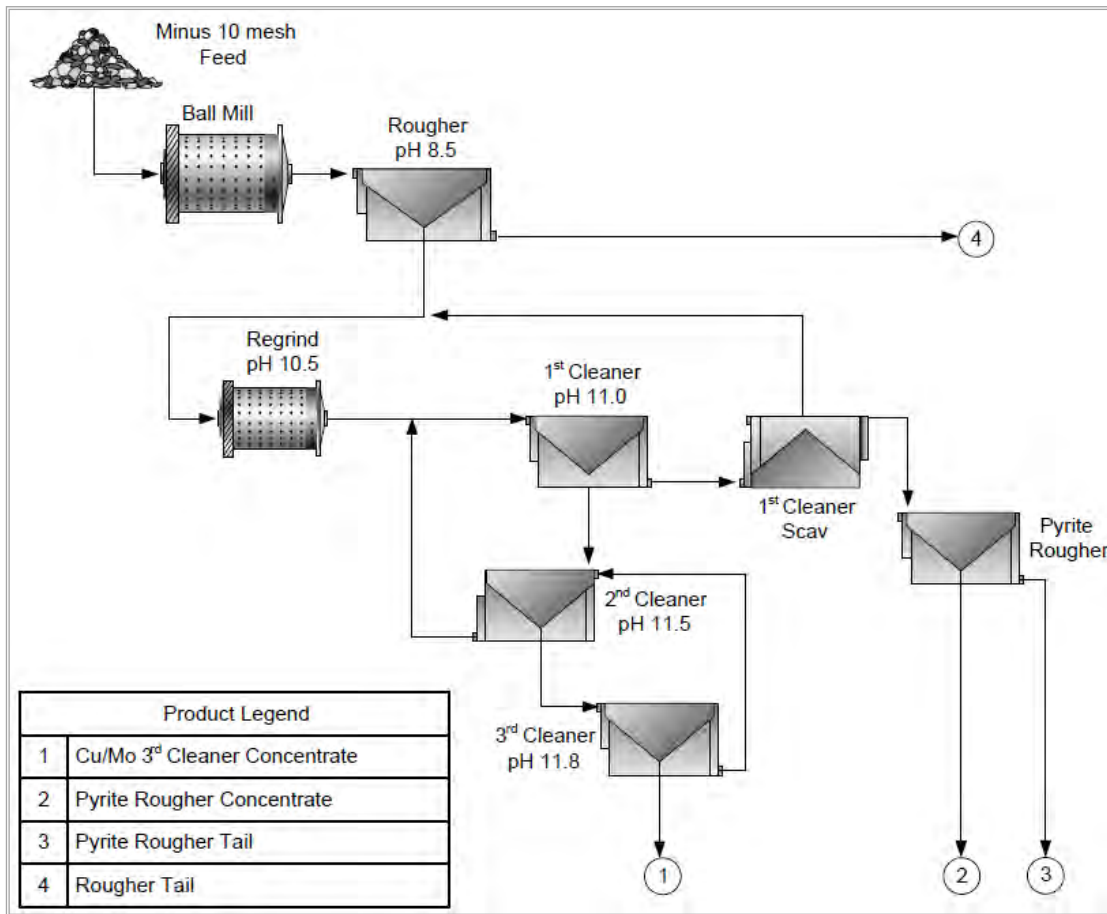 Minus 10 mesh
Feed
Ball Mill
Rougher
pH 8.5
4
Regrind
pH 10.5
1st Cleaner
pH 11.0
1st Cleaner
Scav
Pyrite
Rougher
2nd Cleaner
pH 11.5
3rd Cleaner
pH 11.8
1
2
3
Product Legend
1 Cu/Mo 3rd Cleaner Concentrate
2 Pyrite Rougher Concentrate
3 Pyrite Rougher Tail
4 Rougher Tail